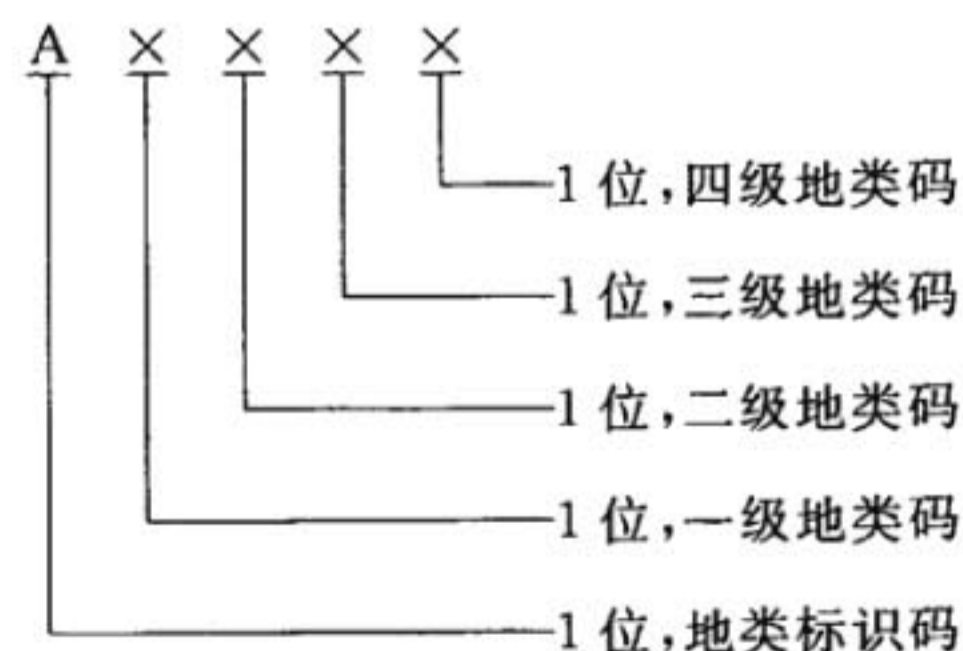 A × × × ×
1 位,四级地类码
1 位,三级地类码
1 位,二级地类码
1 位,一级地类码
1 位,地类标识码